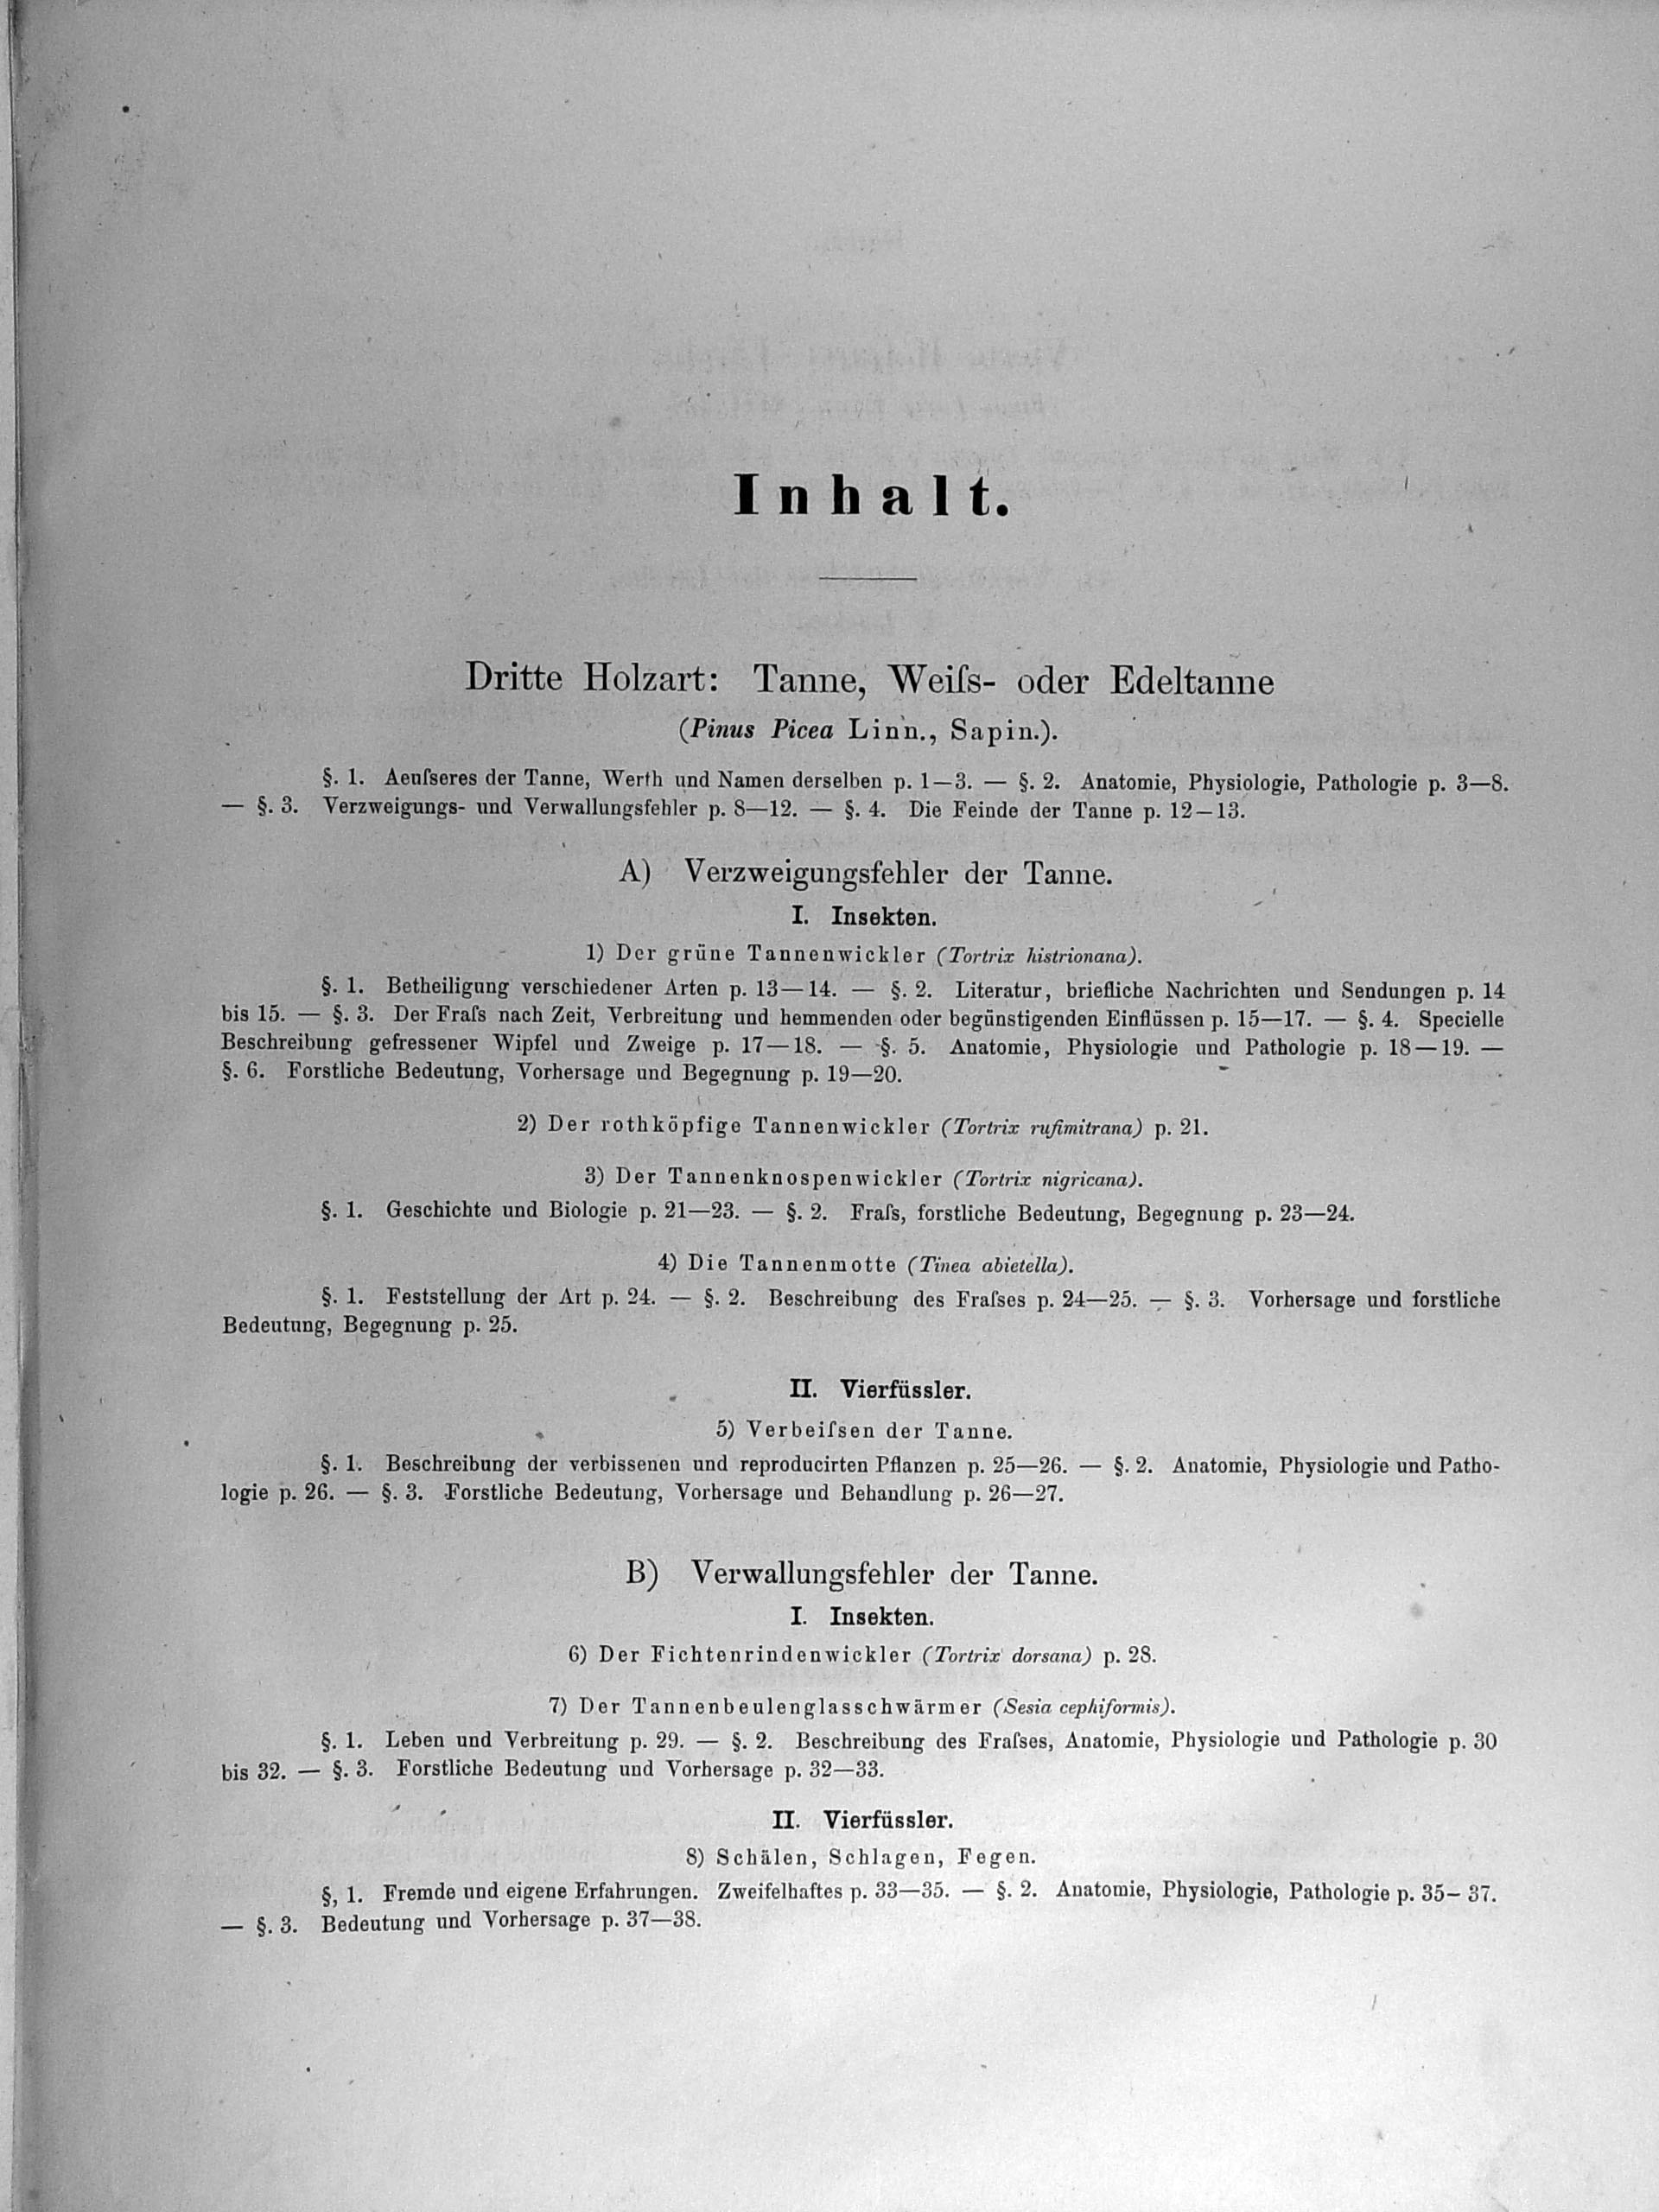 Inhalt.
Dritte Holzart: Tanne, Weiſs- oder Edeltanne
(Pinus Picea Linn., Sapin.).
§. 1. Aeuſseres der Tanne, Werth und Namen derselben p. 1—3. — §. 2. Anatomie, Physiologie, Pathologie p. 3—8.
— §. 3. Verzweigungs- und Verwallungsfehler p. 8—12. — §. 4. Die Feinde der Tanne p. 12—13.
A) Verzweigungsfehler der Tanne.
I. Insekten.
1) Der grüne Tannenwickler (Tortrix histrionana).
§. 1. Betheiligung verschiedener Arten p. 13—14. — §. 2. Literatur, briefliche Nachrichten und Sendungen p. 14
bis 15. — §. 3. Der Fraſs nach Zeit, Verbreitung und hemmenden oder begünstigenden Einflüssen p. 15—17. — §. 4. Specielle
Beschreibung gefressener Wipfel und Zweige p. 17—18. — §. 5. Anatomie, Physiologie und Pathologie p. 18—19. —
§. 6. Forstliche Bedeutung, Vorhersage und Begegnung p. 19—20.
2) Der rothköpfige Tannenwickler (Tortrix rufimitrana) p. 21.
3) Der Tannenknospenwickler (Tortrix nigricana).
§. 1. Geschichte und Biologie p. 21—23. — §. 2. Fraſs, forstliche Bedeutung, Begegnung p. 23—24.
4) Die Tannenmotte (Tinea abietella).
§. 1. Feststellung der Art p. 24. — §. 2. Beschreibung des Fraſses p. 24—25. — §. 3. Vorhersage und forstliche
Bedeutung, Begegnung p. 25.
II. Vierfüssler.
5) Verbeiſsen der Tanne.
§. 1. Beschreibung der verbissenen und reproducirten Pflanzen p. 25—26. — §. 2. Anatomie, Physiologie und Patho-
logie p. 26. — §. 3. Forstliche Bedeutung, Vorhersage und Behandlung p. 26—27.
B) Verwallungsfehler der Tanne.
I. Insekten.
6) Der Fichtenrindenwickler (Tortrix dorsana) p. 28.
7) Der Tannenbeulenglasschwärmer (Sesia cephiformis).
§. 1. Leben und Verbreitung p. 29. — §. 2. Beschreibung des Fraſses, Anatomie, Physiologie und Pathologie p. 30
bis 32. — §. 3. Forstliche Bedeutung und Vorhersage p. 32—33.
II. Vierfüssler.
8) Schälen, Schlagen, Fegen.
§, 1. Fremde und eigene Erfahrungen. Zweifelhaftes p. 33—35. — §. 2. Anatomie, Physiologie, Pathologie p. 35—37.
— §. 3. Bedeutung und Vorhersage p. 37—38.